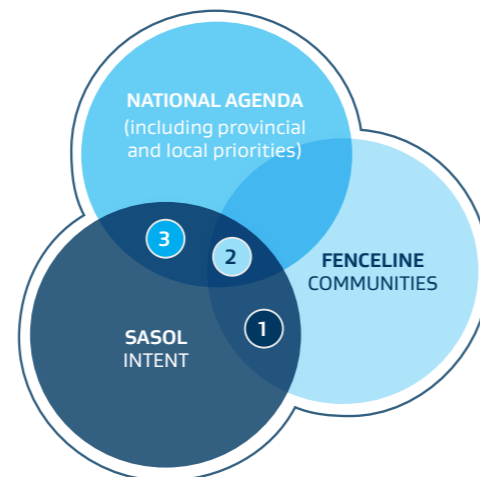 NATIONAL AGENDA
(including provincial
and local priorities)
3
2
FENCELINE
COMMUNITIES
1
SASOL
INTENT